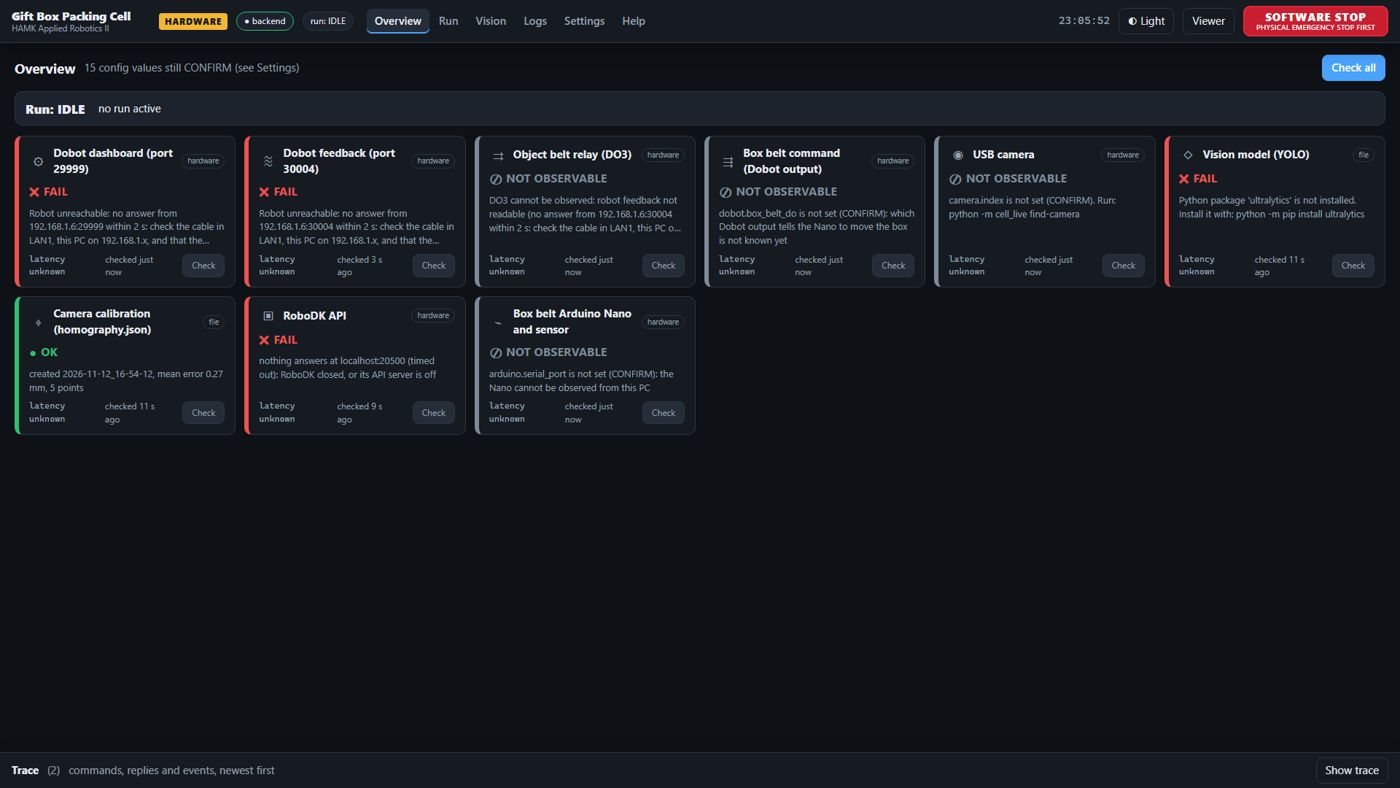 Gift Box Packing Cell
HAMK Applied Robotics II
HARDWARE
backend
run: IDLE
Overview
Run
Vision
Logs
Settings
Help
23:05:52
Light
Viewer
SOFTWARE STOP
PHYSICAL EMERGENCY STOP FIRST
Overview
15 config values still CONFIRM (see Settings)
Check all
Run: IDLE
no run active
Dobot dashboard (port
29999)
hardware
FAIL
Robot unreachable: no answer from
192.168.1.6:29999 within 2 s: check the cable in
LAN1, this PC on 192.168.1.x, and that the...
latency
unknown
checked just
now
Check
Dobot feedback (port
30004)
hardware
FAIL
Robot unreachable: no answer from
192.168.1.6:30004 within 2 s: check the cable in
LAN1, this PC on 192.168.1.x, and that the...
latency
unknown
checked 3 s
ago
Check
Object belt relay (DO3)
hardware
NOT OBSERVABLE
DO3 cannot be observed: robot feedback not
readable (no answer from 192.168.1.6:30004
within 2 s: check the cable in LAN1, this PC o...
latency
unknown
checked just
now
Check
Box belt command
(Dobot output)
hardware
NOT OBSERVABLE
dobot.box_belt_do is not set (CONFIRM): which
Dobot output tells the Nano to move the box
is not known yet
latency
unknown
checked just
now
Check
USB camera
hardware
NOT OBSERVABLE
camera.index is not set (CONFIRM). Run:
python -m cell_live find-camera
latency
unknown
checked just
now
Check
Vision model (YOLO)
file
FAIL
Python package 'ultralytics' is not installed.
Install it with: python -m pip install ultralytics
latency
unknown
checked 11 s
ago
Check
Camera calibration
(homography.json)
file
OK
created 2026-11-12_16-54-12, mean error 0.27
mm, 5 points
latency
unknown
checked 11 s
ago
Check
RoboDK API
hardware
FAIL
nothing answers at localhost:20500 (timed
out): RoboDK closed, or its API server is off
latency
unknown
checked 9 s
ago
Check
Box belt Arduino Nano
and sensor
hardware
NOT OBSERVABLE
arduino.serial_port is not set (CONFIRM): the
Nano cannot be observed from this PC
latency
unknown
checked just
now
Check
Trace
(2)
commands, replies and events, newest first
Show trace